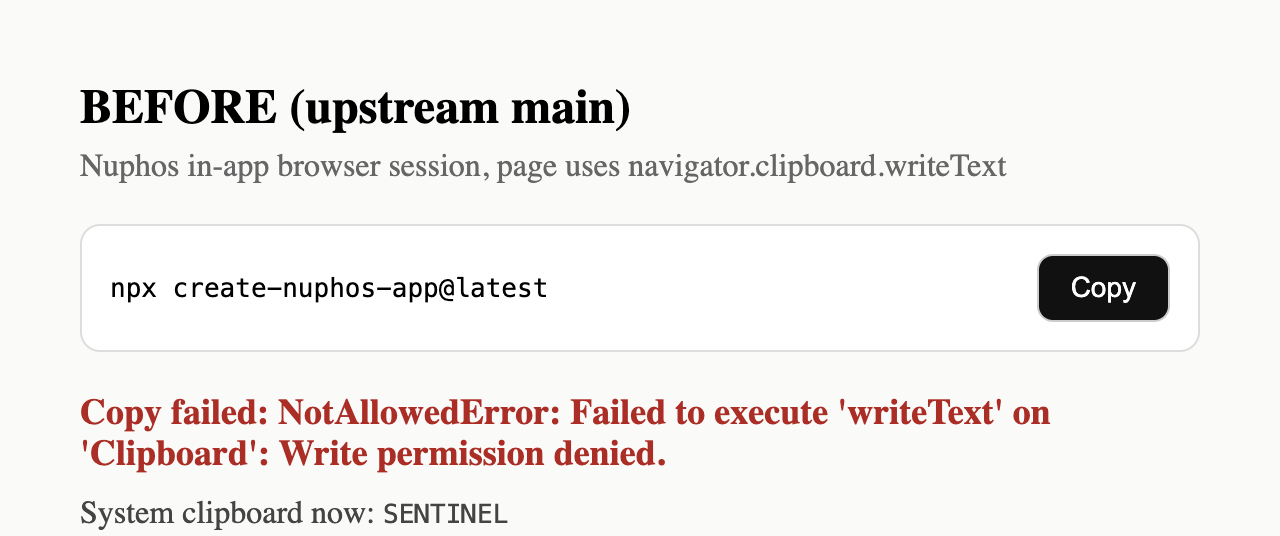 BEFORE (upstream main)
Nuphos in-app browser session, page uses navigator.clipboard.writeText
npx create-nuphos-app@latest
Copy
Copy failed: NotAllowedError: Failed to execute 'writeText' on
'Clipboard': Write permission denied.
System clipboard now: SENTINEL